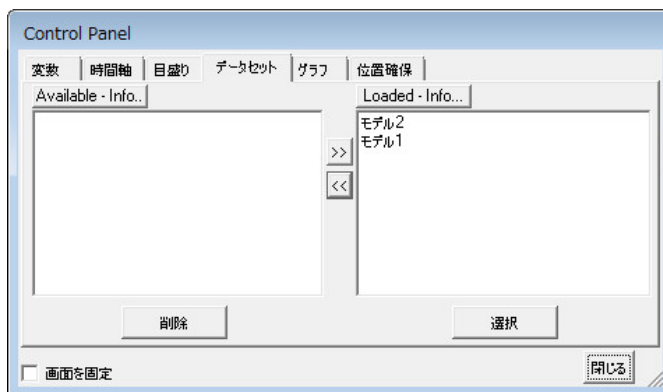 Control Panel
変数 時間軸 目盛り データセット グラフ 位置確保
Available - Info.. Loaded - Info...
モデル2
モデル1
>>
<<
削除 選択
画面を固定 閉じる